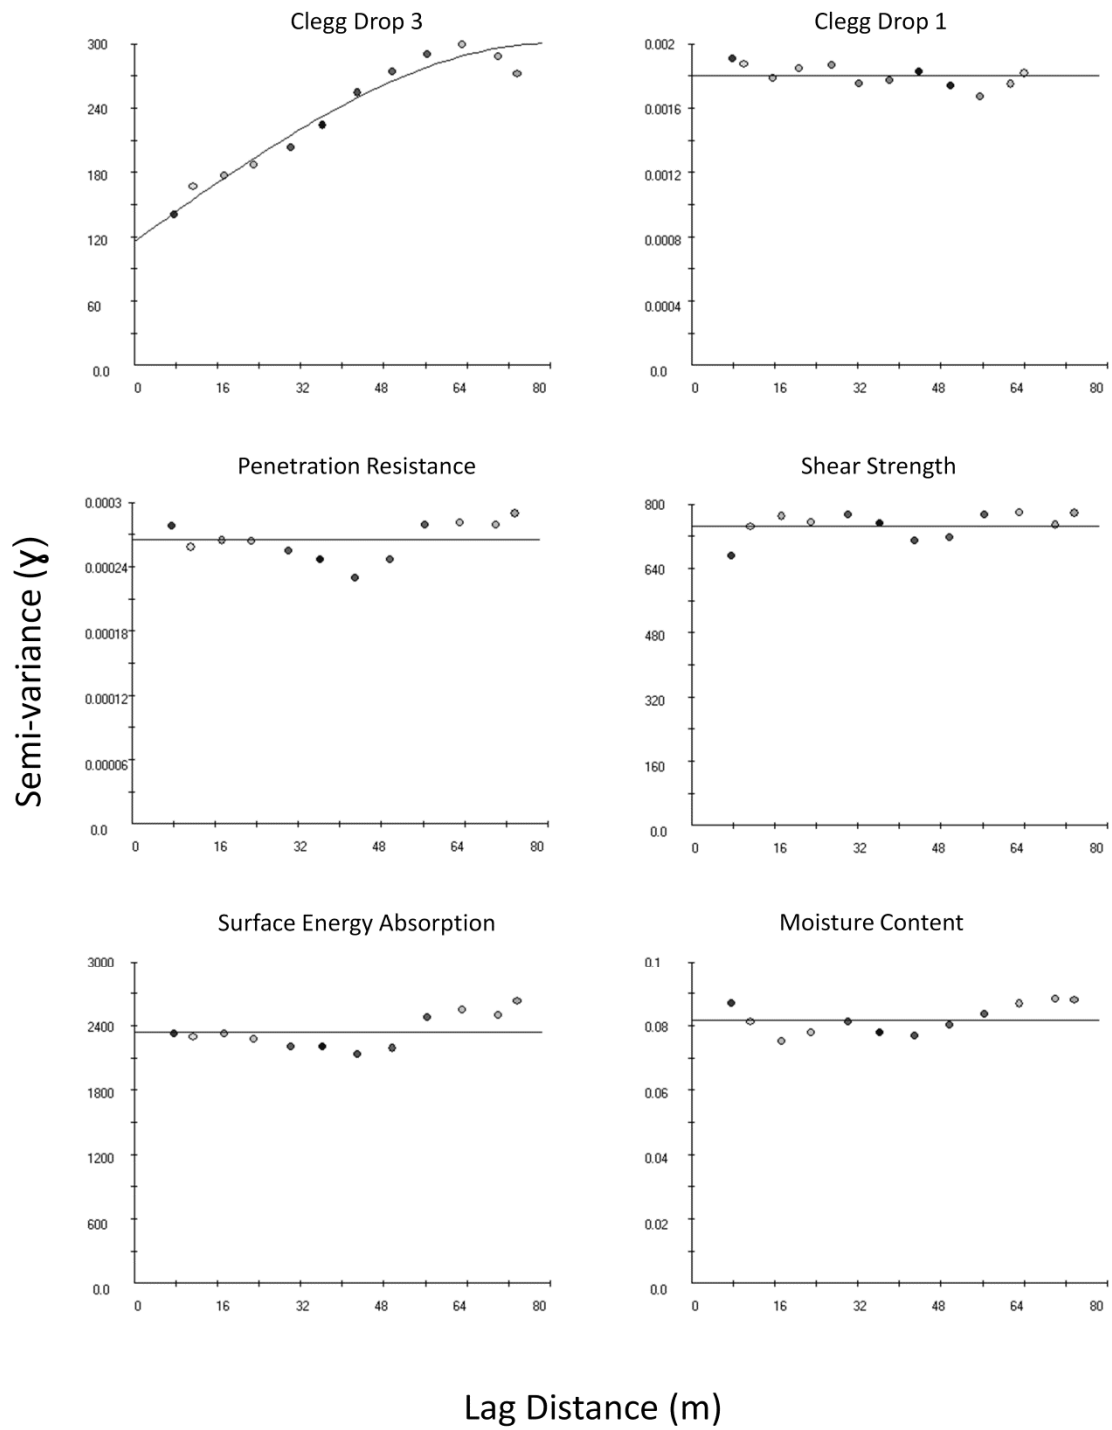 Clegg Drop 3
300
240
180
120
60
0.0
0 16 32 48 64 80
Clegg Drop 1
0.002
0.0016
0.0012
0.0008
0.0004
0.0
0 16 32 48 64 80
Penetration Resistance
0.0003
0.00024
0.00018
0.00012
0.00006
0.0
0 16 32 48 64 80
Shear Strength
800
640
480
320
160
0.0
0 16 32 48 64 80
Surface Energy Absorption
3000
2400
1800
1200
600
0.0
0 16 32 48 64 80
Moisture Content
0.1
0.08
0.06
0.04
0.02
0.0
0 16 32 48 64 80
Semi-variance (ɣ)
Lag Distance (m)